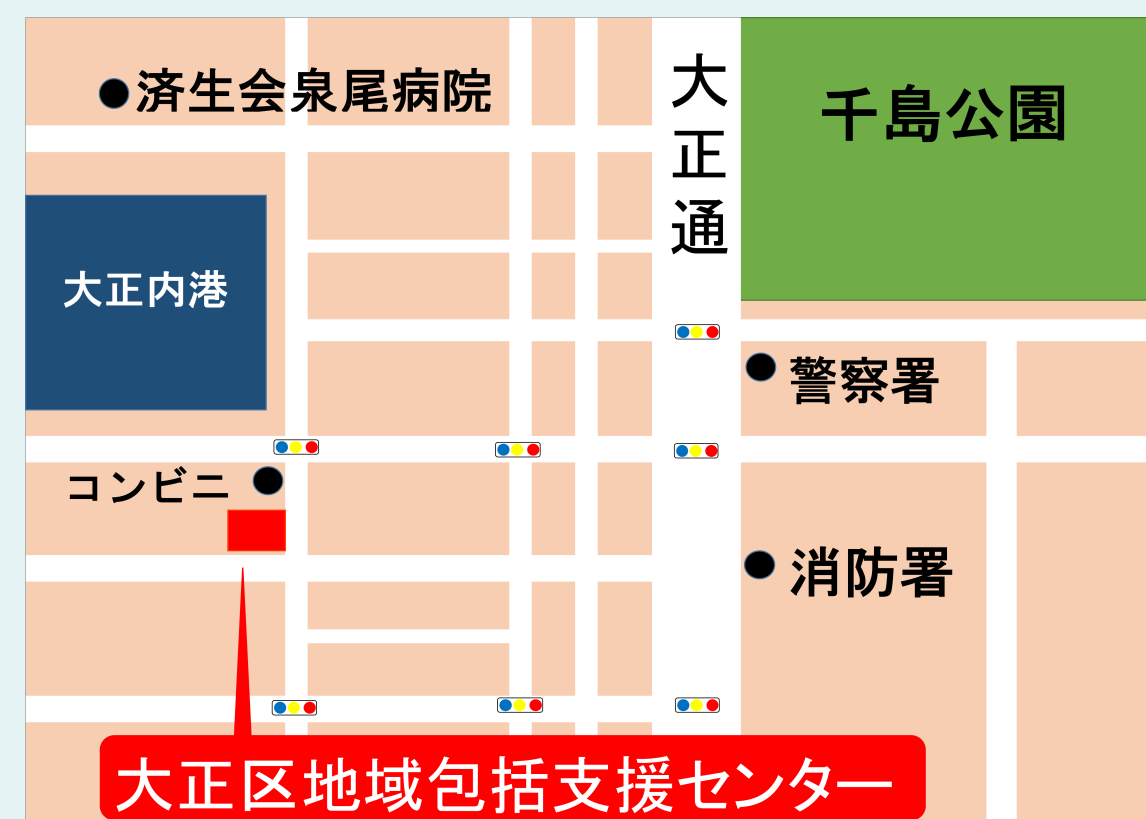 済生会泉尾病院
大正通
千島公園
大正内港
警察署
コンビニ
消防署
大正区地域包括支援センター